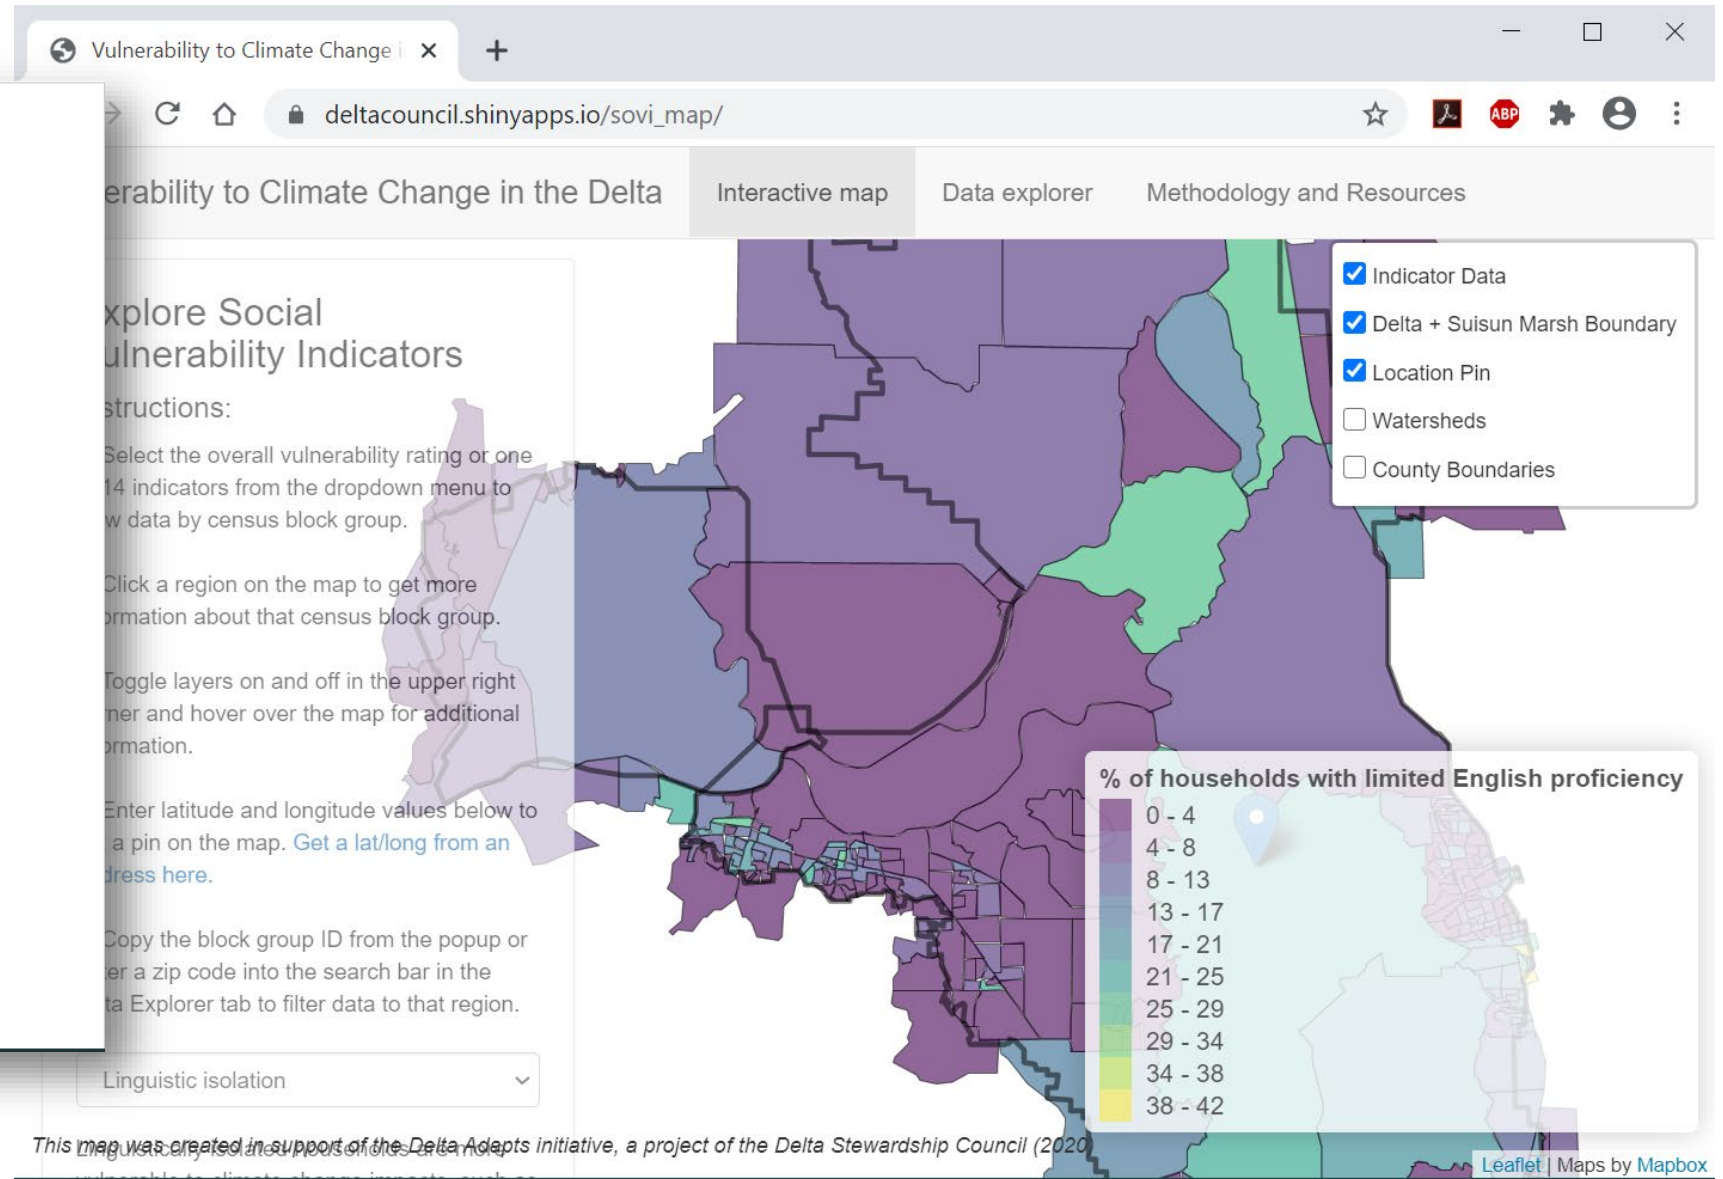 Vulnerability to Climate Change i
deltacouncil.shinyapps.io/sovi_map/
ABP
erability to Climate Change in the Delta
Interactive map
Data explorer
Methodology and Resources
xplore Social
ulnerability Indicators
structions:
Select the overall vulnerability rating or one
14 indicators from the dropdown menu to
w data by census block group.
Click a region on the map to get more
ormation about that census block group.
Toggle layers on and off in the upper right
ner and hover over the map for additional
ormation.
Enter latitude and longitude values below to
a pin on the map. Get a lat/long from an
dress here.
Copy the block group ID from the popup or
er a zip code into the search bar in the
ta Explorer tab to filter data to that region.
Linguistic isolation
Linguistically isolated households are more
This map was created in support of the Delta Adapts initiative, a project of the Delta Stewardship Council (2020)
Indicator Data
Delta + Suisun Marsh Boundary
Location Pin
Watersheds
County Boundaries
% of households with limited English proficiency
0 - 4
4 - 8
8 - 13
13 - 17
17 - 21
21 - 25
25 - 29
29 - 34
34 - 38
38 - 42
Leaflet | Maps by Mapbox